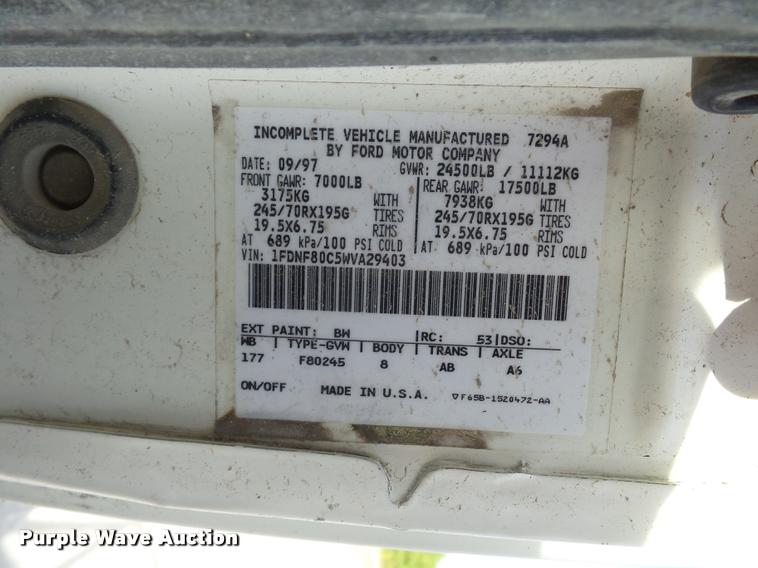 INCOMPLETE VEHICLE MANUFACTURED 7294A
BY FORD MOTOR COMPANY
DATE: 09/97 GVWR: 24500LB / 11112KG
FRONT GAWR: 7000LB REAR GAWR: 17500LB
3175KG WITH 7938KG WITH
245/70RX195G TIRES 245/70RX195G TIRES
19.5X6.75 RIMS 19.5X6.75 RIMS
AT 689 kPa/100 PSI COLD AT 689 kPa/100 PSI COLD
VIN: 1FDNF80C5WVA29403
EXT PAINT: BW RC: 53 DSO:
WB TYPE-GVW BODY TRANS AXLE
177 F80245 8 AB A6
ON/OFF MADE IN U.S.A. ▽F65B-1520472-AA
Purple Wave Auction